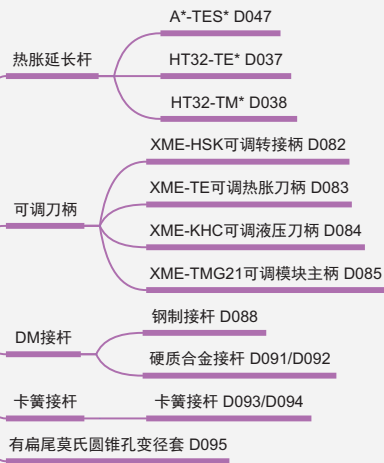 A*-TES* D047
热胀延长杆
HT32-TE* D037
HT32-TM* D038
XME-HSK可调转接柄 D082
XME-TE可调热胀刀柄 D083
可调刀柄
XME-KHC可调液压刀柄 D084
XME-TMG21可调模块主柄 D085
钢制接杆 D088
DM接杆
硬质合金接杆 D091/D092
卡簧接杆
卡簧接杆 D093/D094
有扁尾莫氏圆锥孔变径套 D095